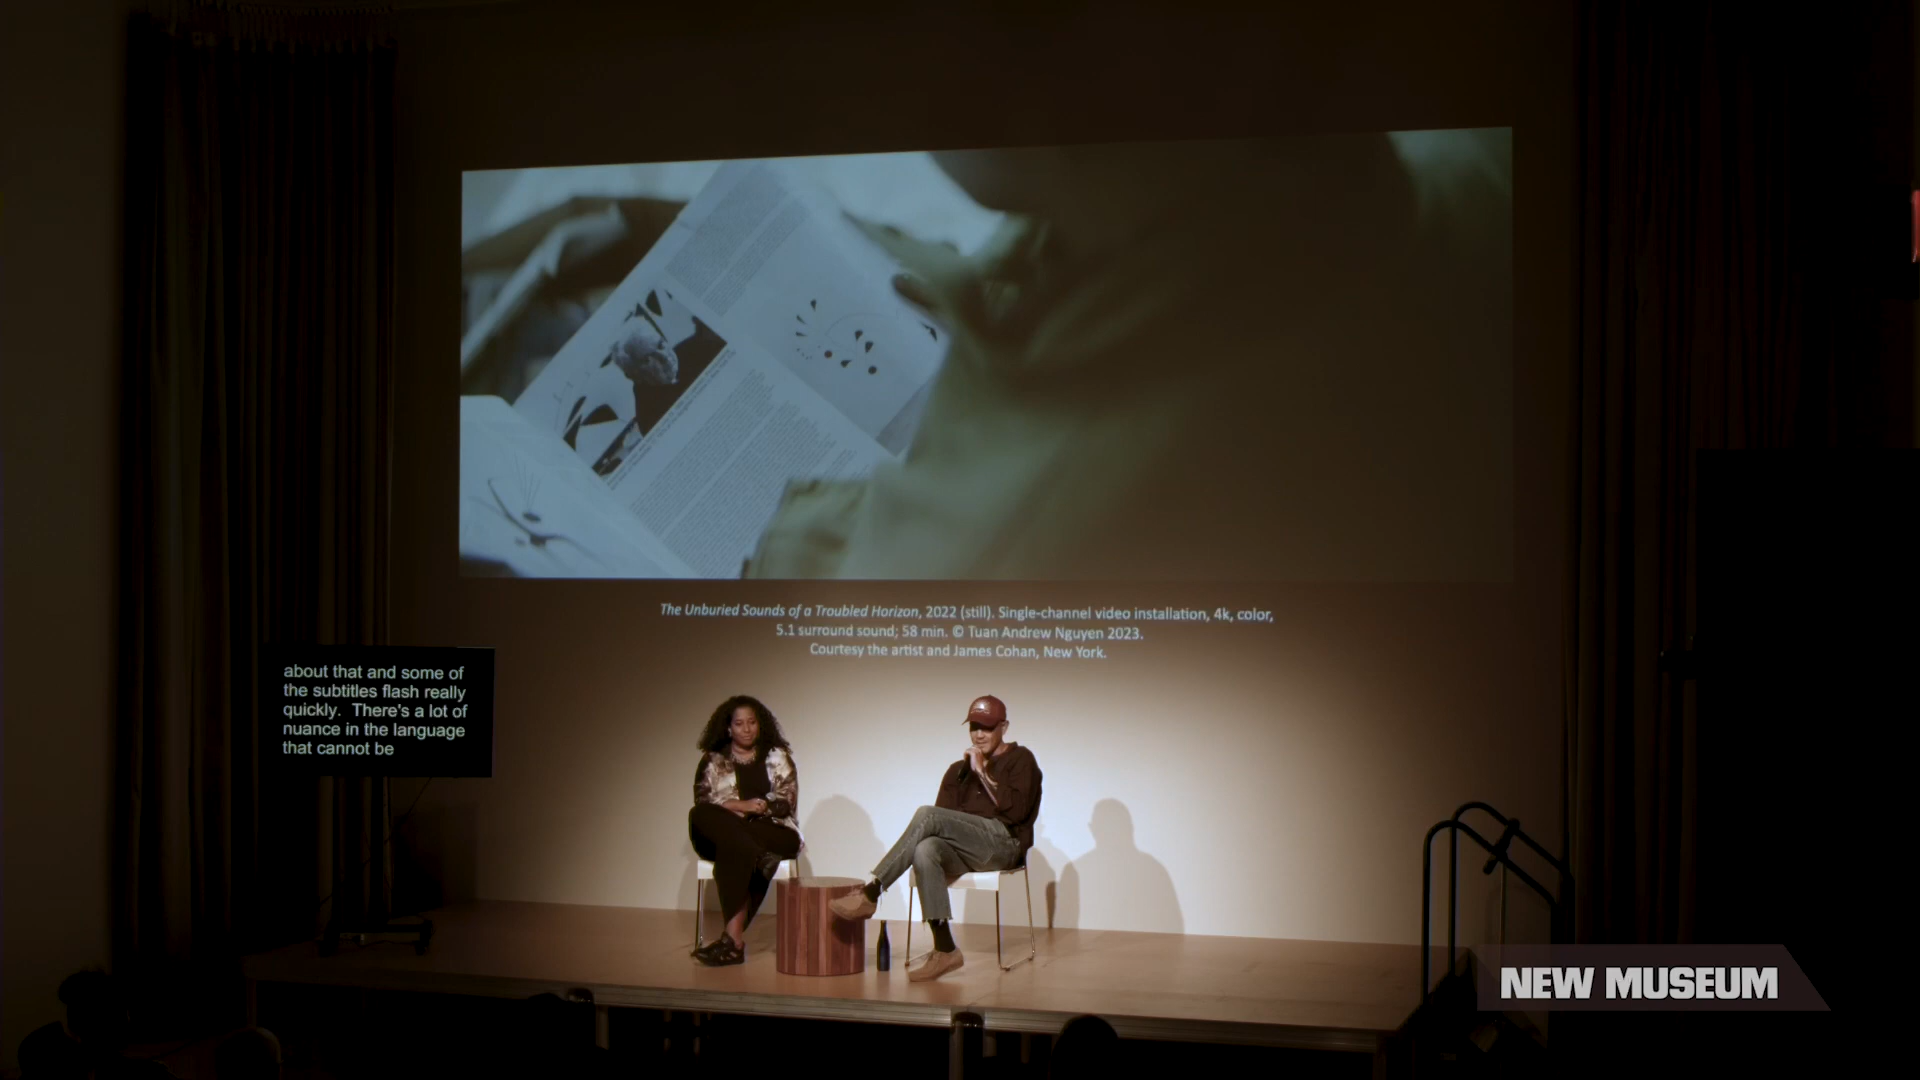 The Unburied Sounds of a Troubled Horizon, 2022 (still). Single-channel video installation, 4k, color,
5.1 surround sound; 58 min. © Tuan Andrew Nguyen 2023.
Courtesy the artist and James Cohan, New York.
about that and some of
the subtitles flash really
quickly.  There's a lot of
nuance in the language
that cannot be
NEW MUSEUM